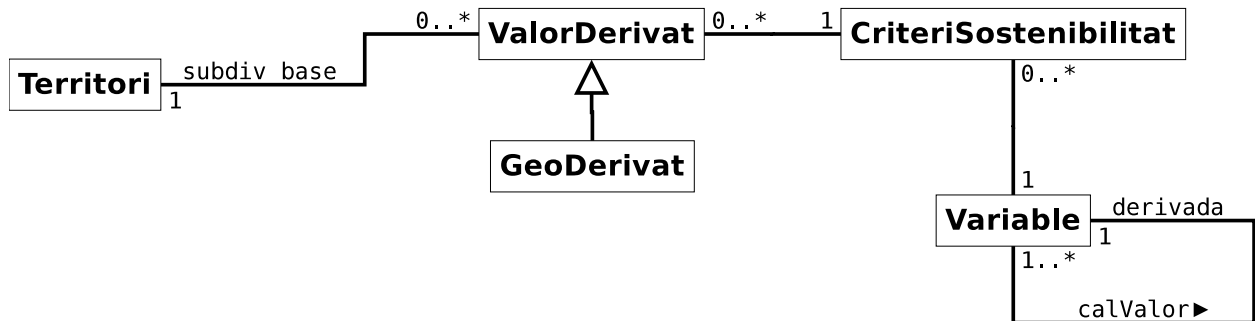 0..*
ValorDerivat
0..*
1
CriteriSostenibilitat
Territori
subdiv base
1
0..*
GeoDerivat
1
Variable
derivada
1
1..*
calValor►